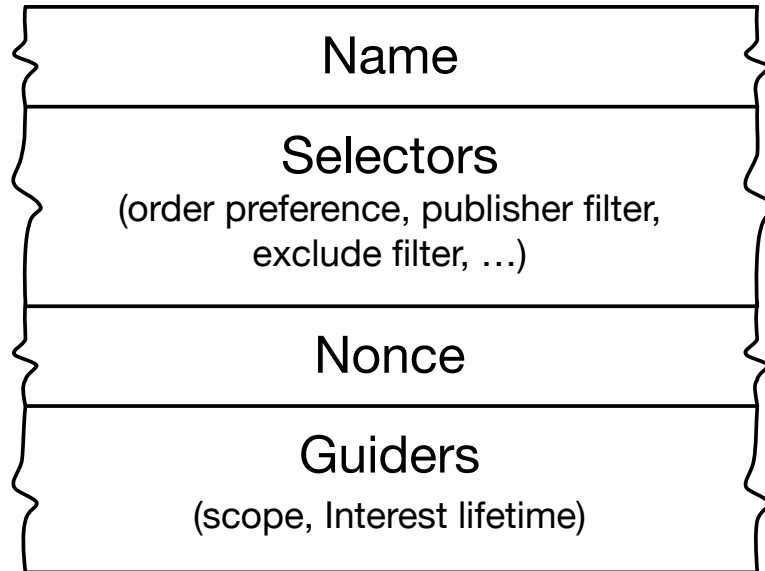 Name
Selectors
(order preference, publisher filter,
exclude filter, …)
Nonce
Guiders
(scope, Interest lifetime)